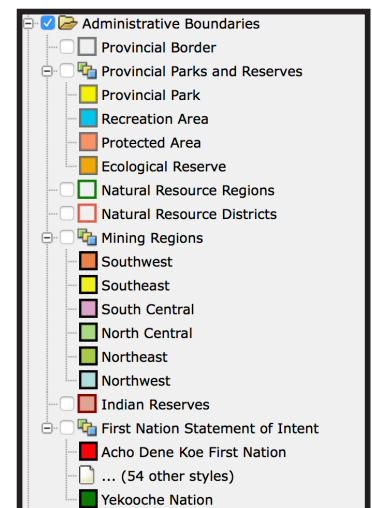 Administrative Boundaries
Provincial Border
Provincial Parks and Reserves
Provincial Park
Recreation Area
Protected Area
Ecological Reserve
Natural Resource Regions
Natural Resource Districts
Mining Regions
Southwest
Southeast
South Central
North Central
Northeast
Northwest
Indian Reserves
First Nation Statement of Intent
Acho Dene Koe First Nation
... (54 other styles)
Yekooche Nation